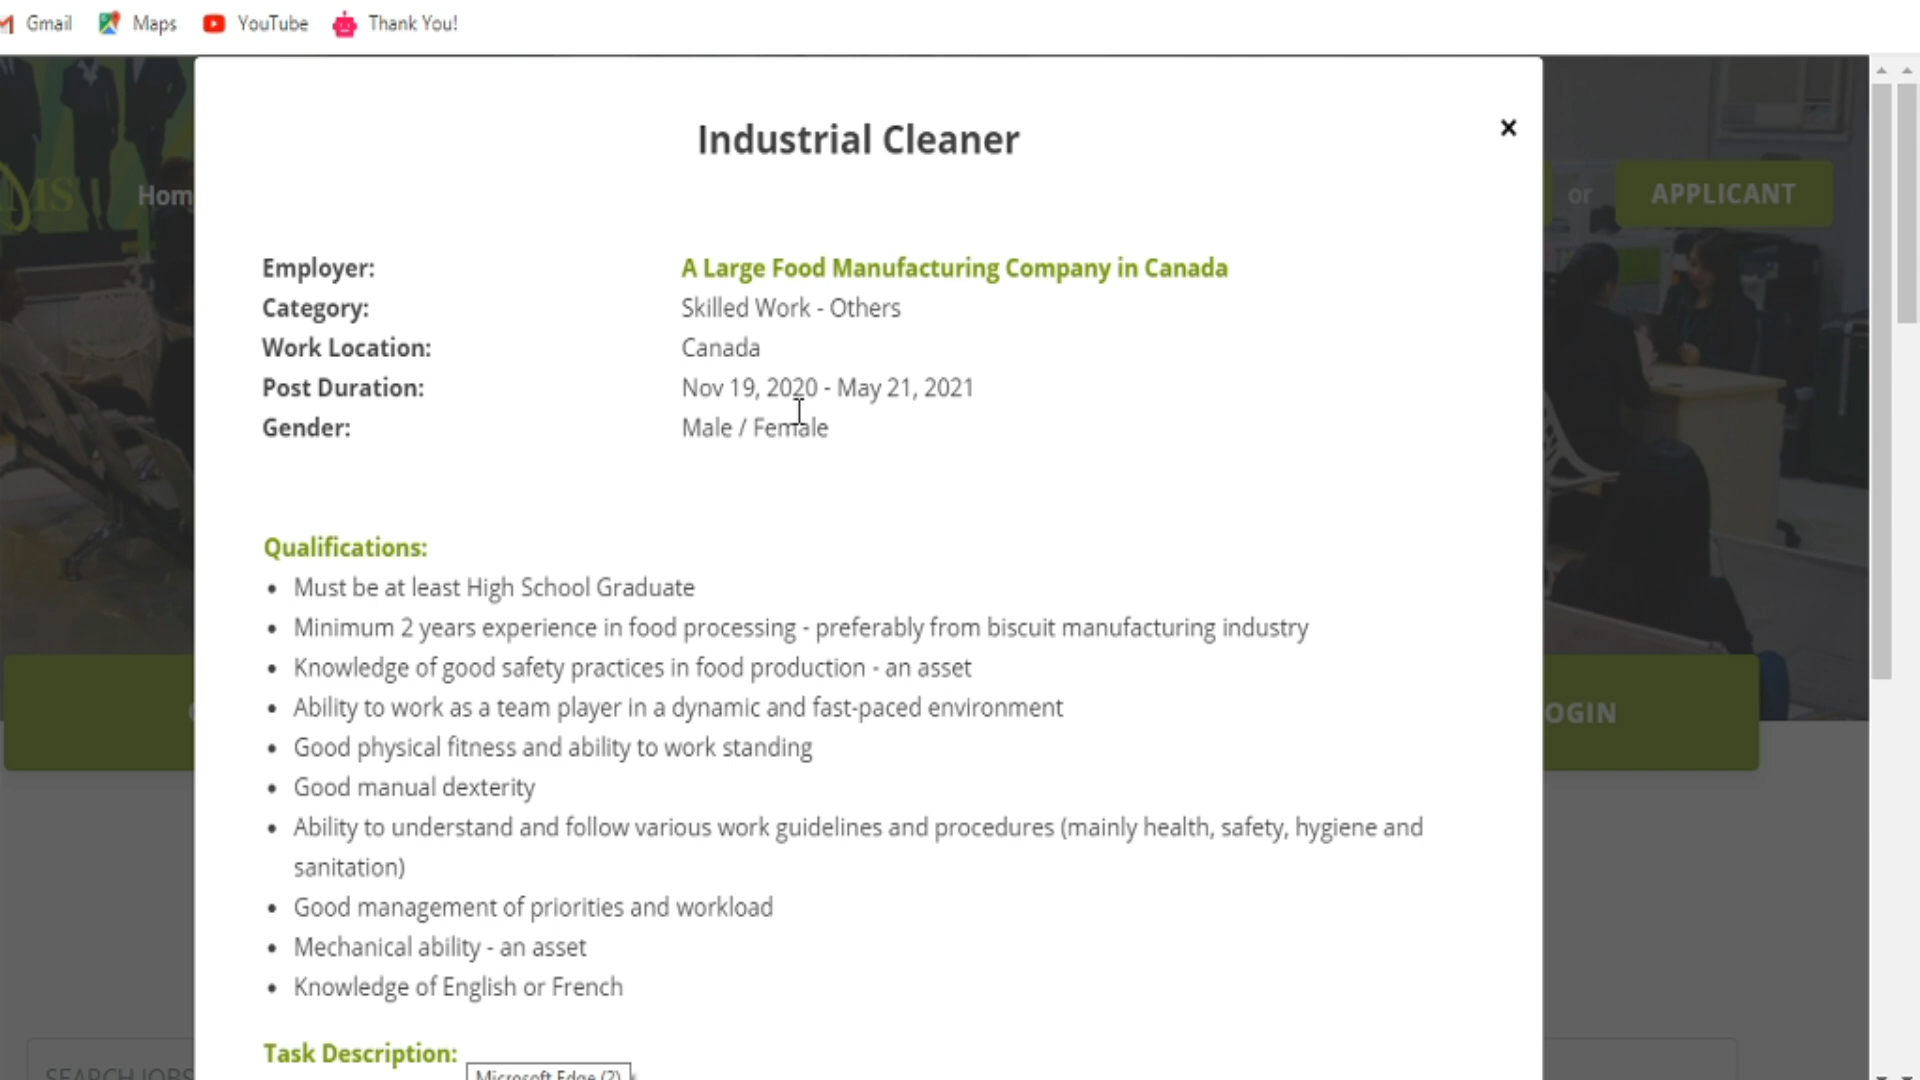 Gmail Maps YouTube Thank You!
Industrial Cleaner
×
MS Hom or APPLICANT
Employer: A Large Food Manufacturing Company in Canada
Category: Skilled Work - Others
Work Location: Canada
Post Duration: Nov 19, 2020 - May 21, 2021
Gender: Male / Female
Qualifications:
• Must be at least High School Graduate
• Minimum 2 years experience in food processing - preferably from biscuit manufacturing industry
• Knowledge of good safety practices in food production - an asset
• Ability to work as a team player in a dynamic and fast-paced environment
OGIN
• Good physical fitness and ability to work standing
• Good manual dexterity
• Ability to understand and follow various work guidelines and procedures (mainly health, safety, hygiene and
sanitation)
• Good management of priorities and workload
• Mechanical ability - an asset
• Knowledge of English or French
Task Description:
SEARCH JOBS
Microsoft Edge (2)